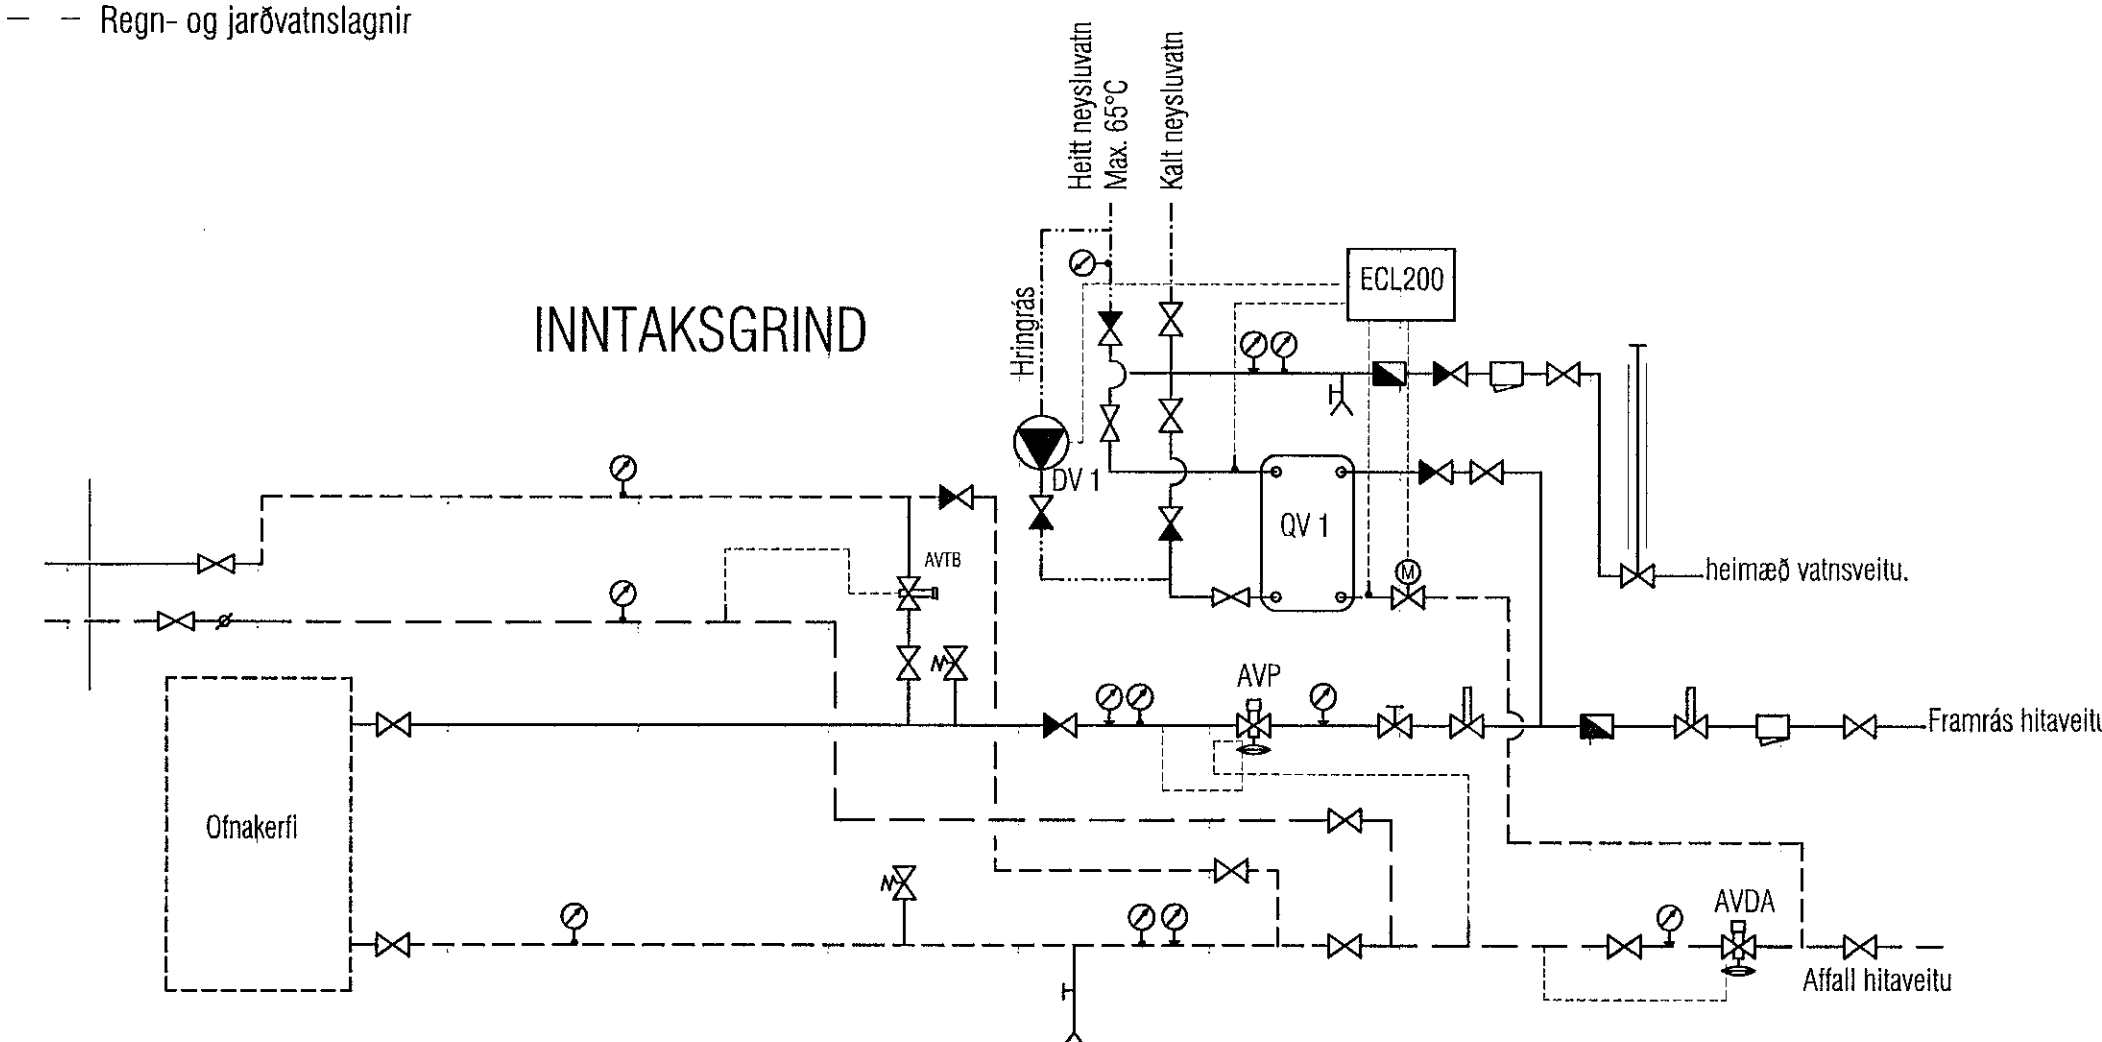 — – Regn- og jarðvatnslagnir
Heitt neysluvatn
Max. 65°C
Kalt neysluvatn
INNTAKSGRIND
Hringrás
ECL200
DV 1
QV 1
M
AVTB
heimæð vatnsveitu.
AVP
Framrás hitaveitu
Ofnakerfi
AVDA
Affall hitaveitu